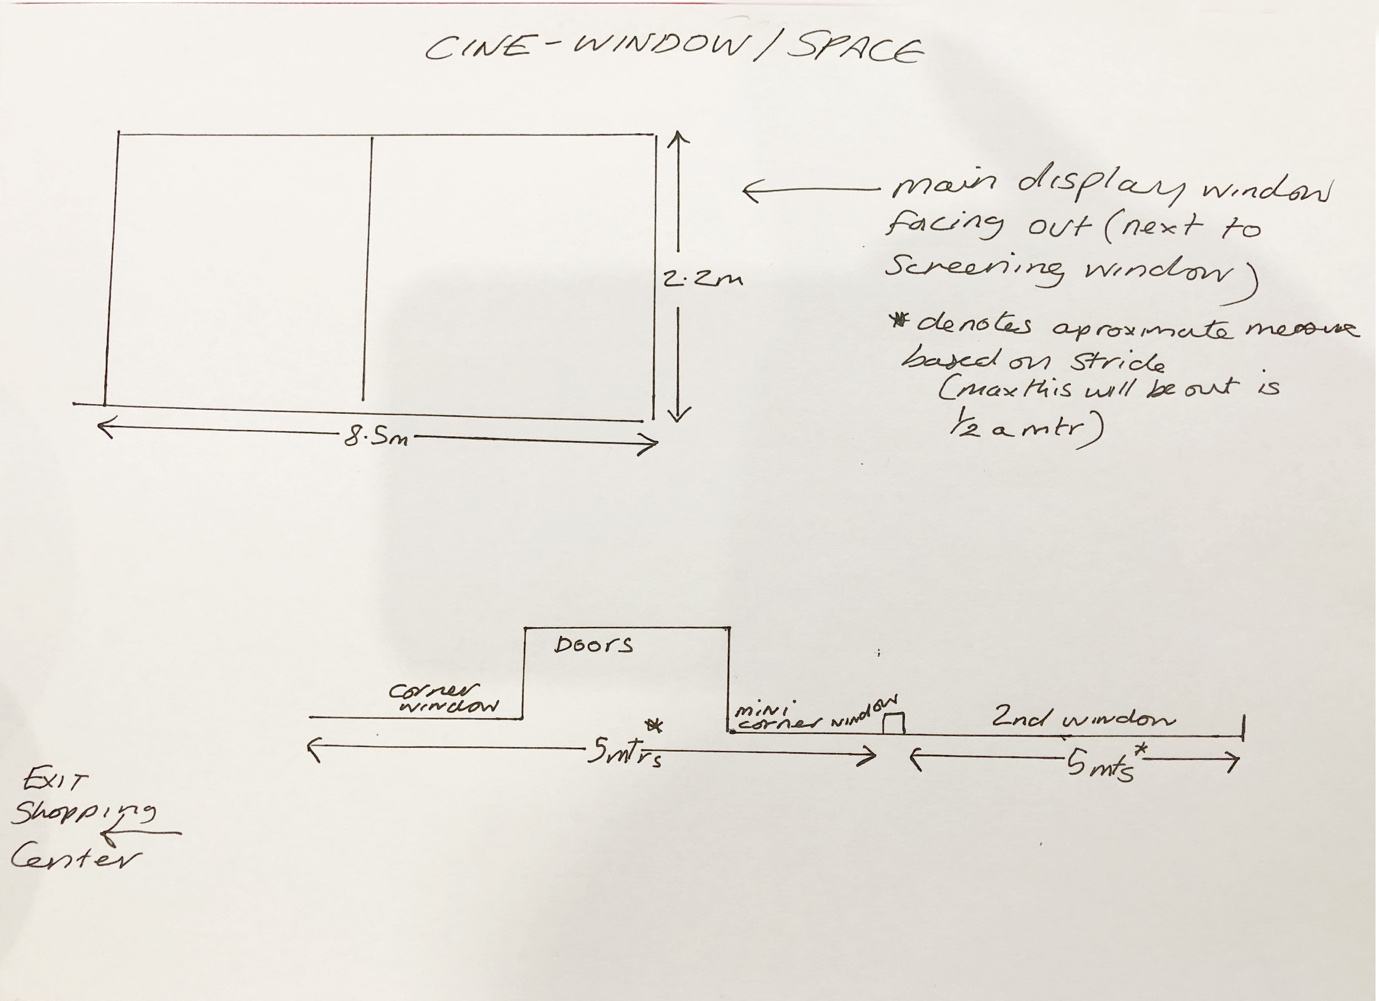 CINE-WINDOW/SPACE
main display window
facing out (next to
screening window)
2.2m
* denotes aproximate measure
based on stride
(max this will be out is
1/2 a mtr)
8.5m
DOORS
corner
window
mini
corner window
2nd window
5mtrs*
5mts*
EXIT
Shopping
Center